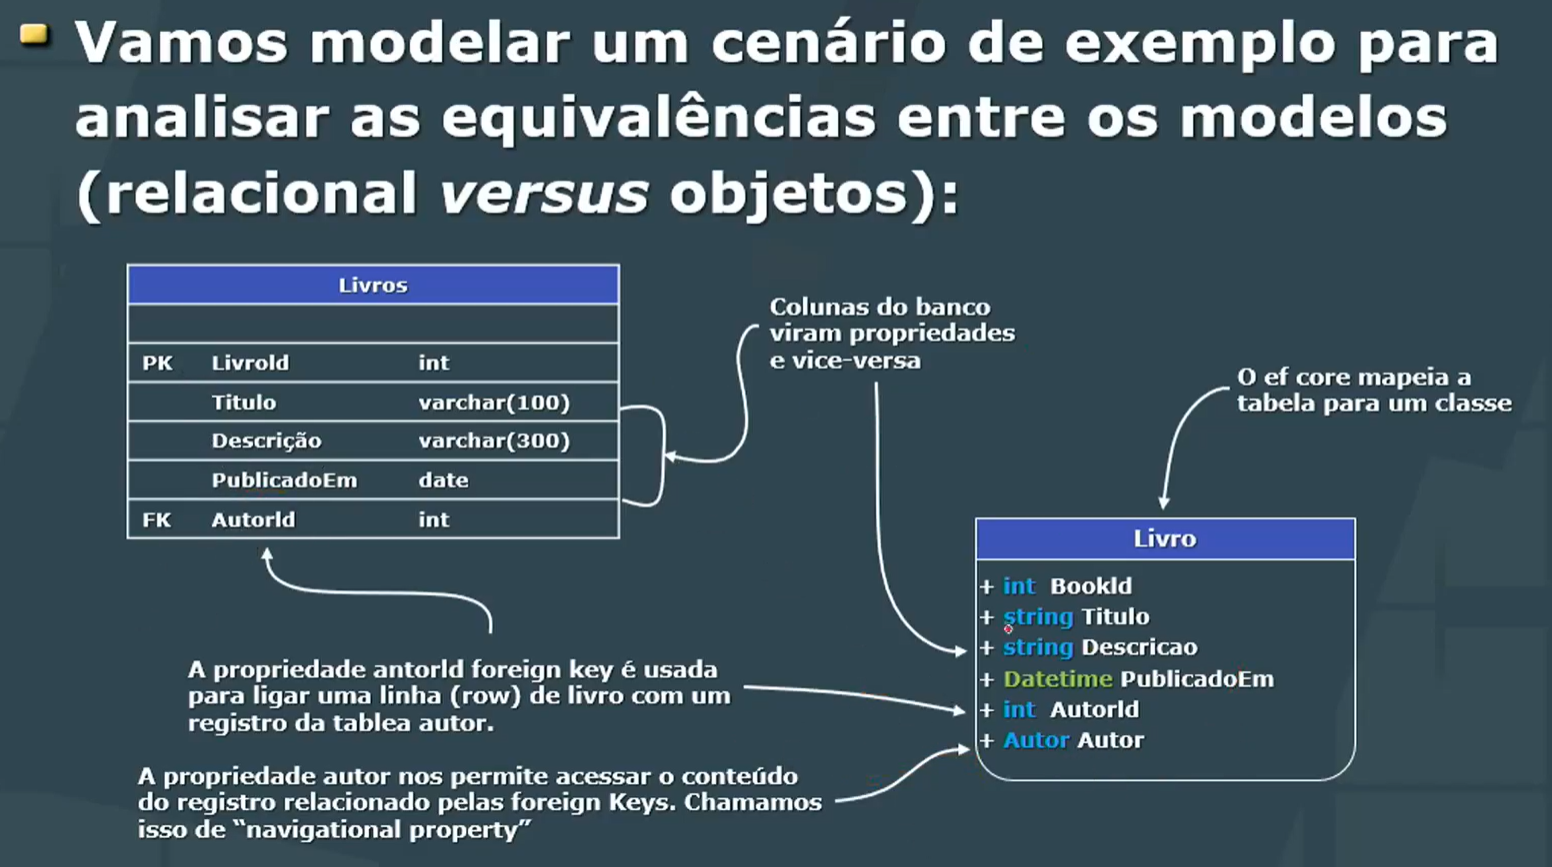 Vamos modelar um cenário de exemplo para
analisar as equivalências entre os modelos
(relacional versus objetos):
Livros
PK LivroId int
Titulo varchar(100)
Descrição varchar(300)
PublicadoEm date
FK AutorId int
Colunas do banco
viram propriedades
e vice-versa
O ef core mapeia a
tabela para um classe
Livro
+ int BookId
+ string Titulo
+ string Descricao
+ Datetime PublicadoEm
+ int AutorId
+ Autor Autor
A propriedade antorId foreign key é usada
para ligar uma linha (row) de livro com um
registro da tablea autor.
A propriedade autor nos permite acessar o conteúdo
do registro relacionado pelas foreign Keys. Chamamos
isso de “navigational property”